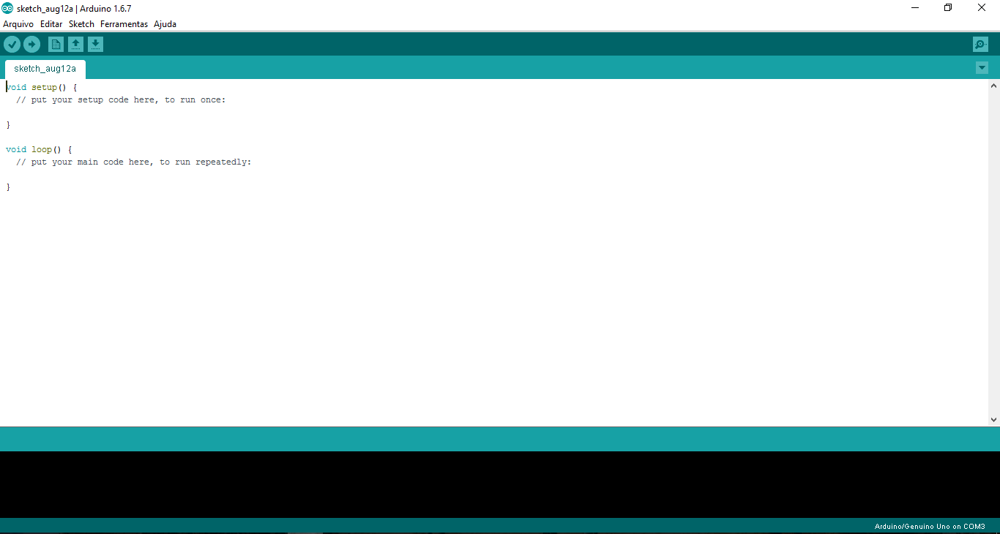 sketch_aug12a | Arduino 1.6.7
Arquivo Editar Sketch Ferramentas Ajuda
sketch_aug12a
void setup() {
  // put your setup code here, to run once:
}
void loop() {
  // put your main code here, to run repeatedly:
}
Arduino/Genuino Uno on COM3